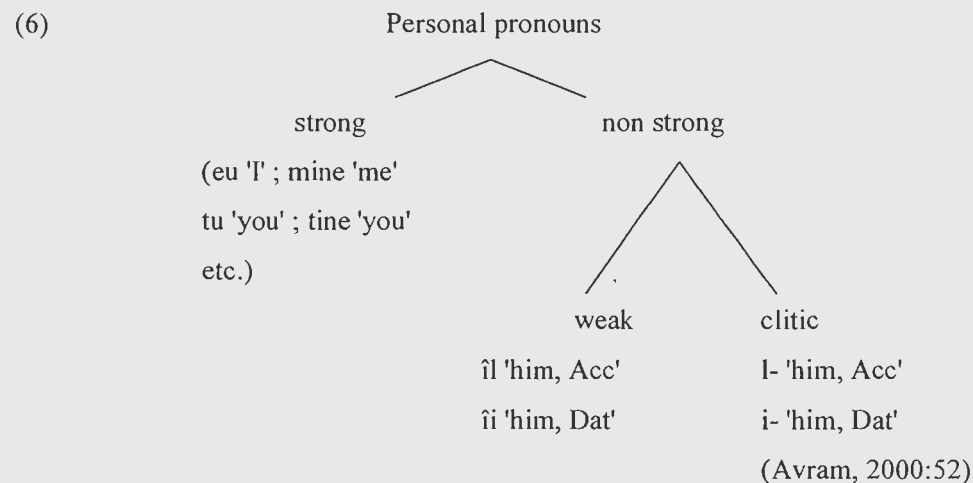 (6) Personal pronouns
strong non strong
(eu 'I' ; mine 'me'
tu 'you' ; tine 'you'
etc.)
weak clitic
îl 'him, Acc' l- 'him, Acc'
îi 'him, Dat' i- 'him, Dat'
(Avram, 2000:52)